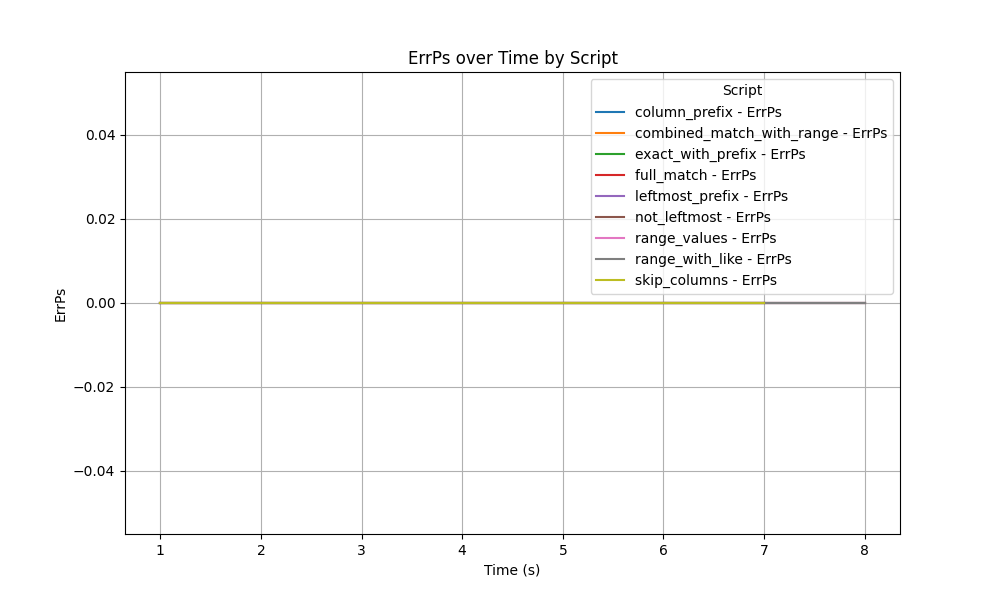 ErrPs over Time by Script
Script
column_prefix - ErrPs
combined_match_with_range - ErrPs
exact_with_prefix - ErrPs
full_match - ErrPs
leftmost_prefix - ErrPs
not_leftmost - ErrPs
range_values - ErrPs
range_with_like - ErrPs
skip_columns - ErrPs
ErrPs
0.04
0.02
0.00
−0.02
−0.04
1 2 3 4 5 6 7 8
Time (s)